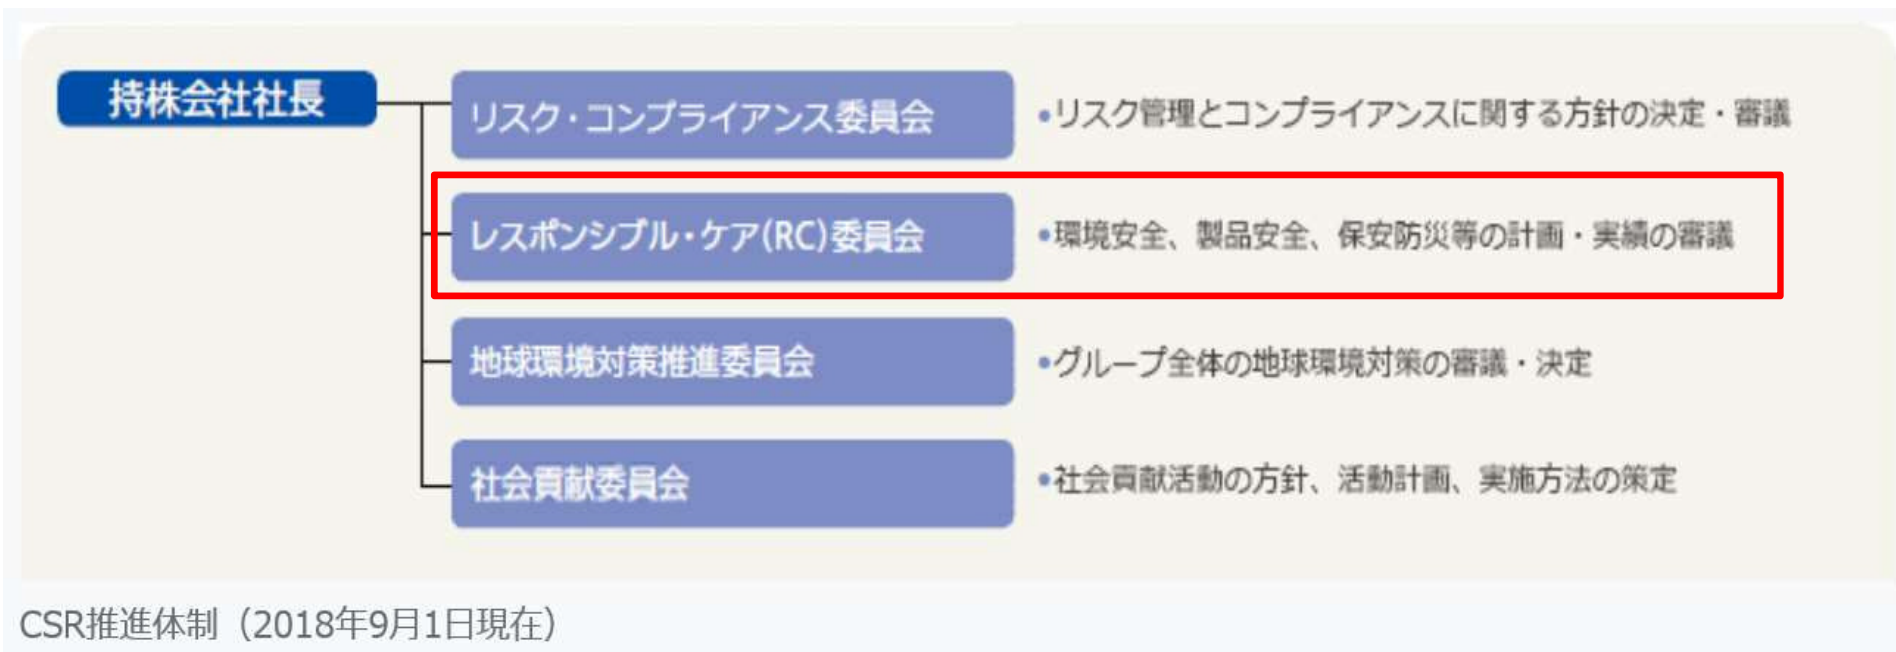 持株会社社長
リスク・コンプライアンス委員会
•リスク管理とコンプライアンスに関する方針の決定・審議
レスポンシブル・ケア(RC)委員会
•環境安全、製品安全、保安防災等の計画・実績の審議
地球環境対策推進委員会
•グループ全体の地球環境対策の審議・決定
社会貢献委員会
•社会貢献活動の方針、活動計画、実施方法の策定
CSR推進体制（2018年9月1日現在）